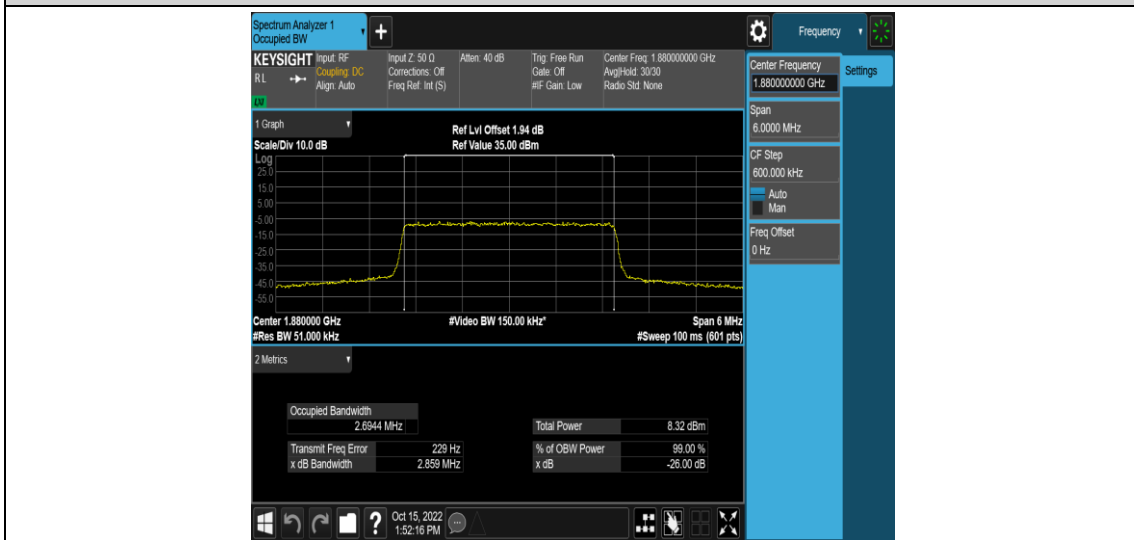 Spectrum Analyzer 1
Occupied BW
+
Frequency
KEYSIGHT
RL
LXI
Input: RF
Coupling: DC
Align: Auto
Input Z: 50 Ω
Corrections: Off
Freq Ref: Int (S)
Atten: 40 dB
Trig: Free Run
Gate: Off
#IF Gain: Low
Center Freq: 1.880000000 GHz
Avg|Hold: 30/30
Radio Std: None
Center Frequency
1.880000000 GHz
Settings
Span
6.0000 MHz
CF Step
600.000 kHz
Auto
Man
Freq Offset
0 Hz
1 Graph
Scale/Div 10.0 dB
Ref Lvl Offset 1.94 dB
Ref Value 35.00 dBm
Log
25.0
15.0
5.00
-5.00
-15.0
-25.0
-35.0
-45.0
-55.0
Center 1.880000 GHz
#Video BW 150.00 kHz*
Span 6 MHz
#Res BW 51.000 kHz
#Sweep 100 ms (601 pts)
2 Metrics
Occupied Bandwidth
2.6944 MHz
Total Power 8.32 dBm
Transmit Freq Error 229 Hz
% of OBW Power 99.00 %
x dB Bandwidth 2.859 MHz
x dB -26.00 dB
?
Oct 15, 2022
1:52:16 PM